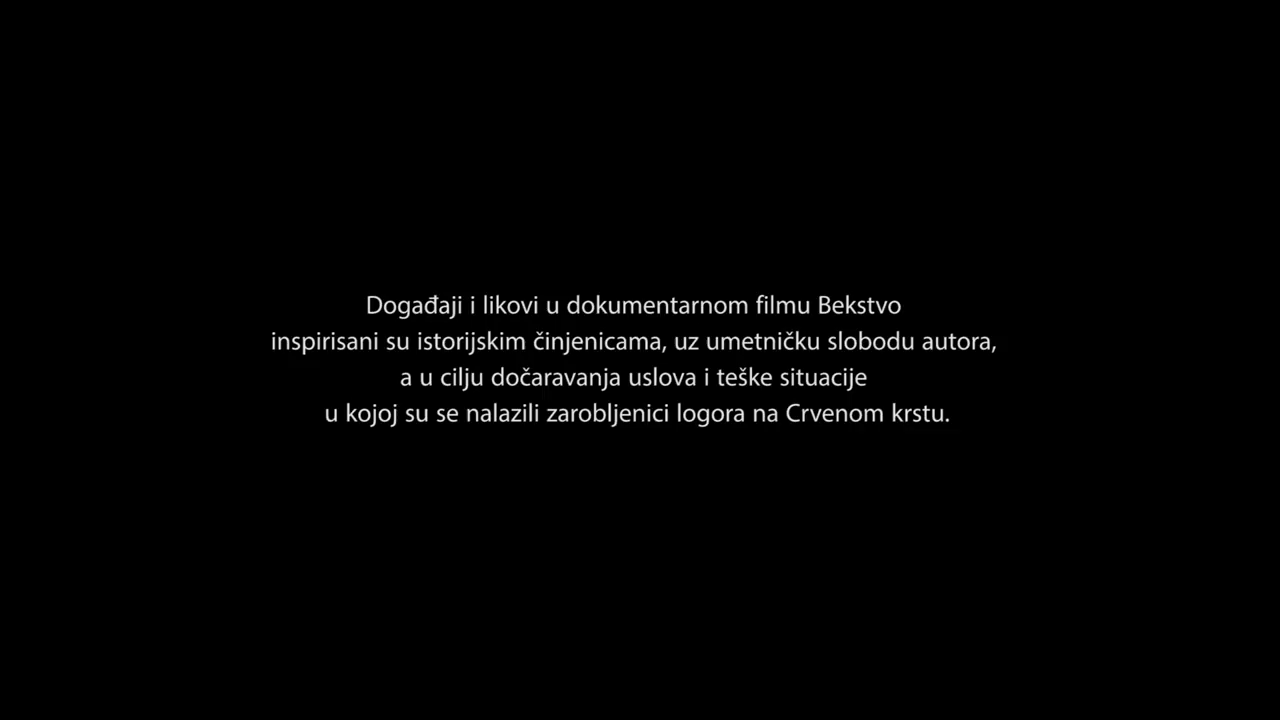 Događaji i likovi u dokumentarnom filmu Bekstvo
inspirisani su istorijskim činjenicama, uz umetničku slobodu autora,
a u cilju dočaravanja uslova i teške situacije
u kojoj su se nalazili zarobljenici logora na Crvenom krstu.